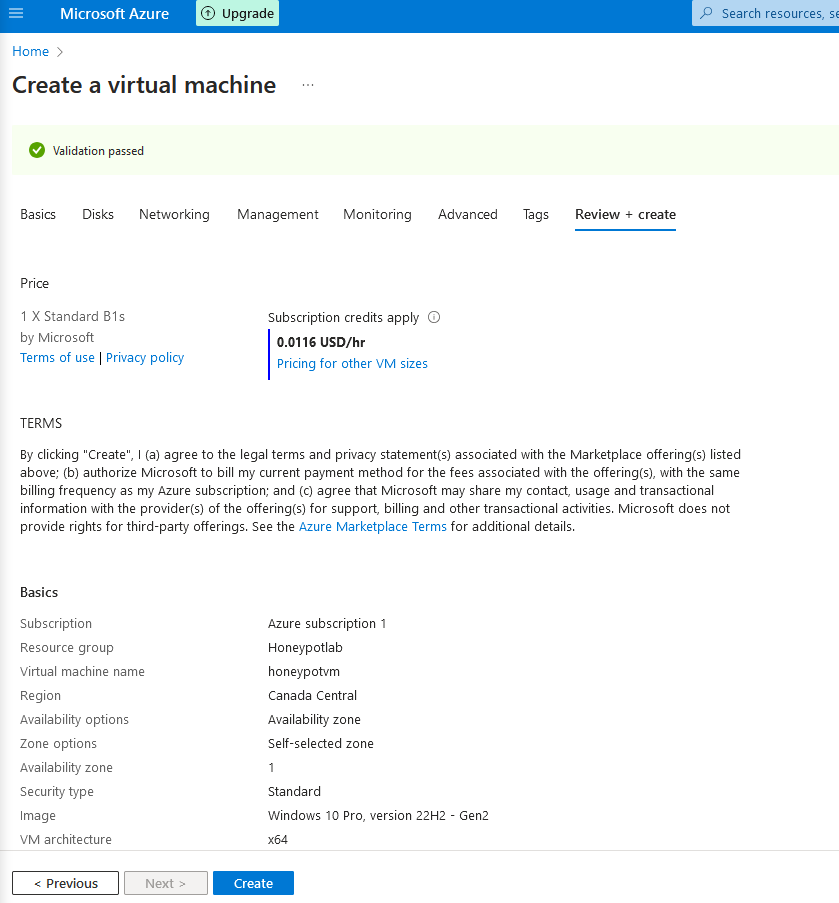 Microsoft Azure
Upgrade
Search resources, se
Home >
Create a virtual machine ...
Validation passed
Basics Disks Networking Management Monitoring Advanced Tags Review + create
Price
1 X Standard B1s
by Microsoft
Terms of use | Privacy policy
Subscription credits apply
0.0116 USD/hr
Pricing for other VM sizes
TERMS
By clicking "Create", I (a) agree to the legal terms and privacy statement(s) associated with the Marketplace offering(s) listed
above; (b) authorize Microsoft to bill my current payment method for the fees associated with the offering(s), with the same
billing frequency as my Azure subscription; and (c) agree that Microsoft may share my contact, usage and transactional
information with the provider(s) of the offering(s) for support, billing and other transactional activities. Microsoft does not
provide rights for third-party offerings. See the Azure Marketplace Terms for additional details.
Basics
Subscription Azure subscription 1
Resource group Honeypotlab
Virtual machine name honeypotvm
Region Canada Central
Availability options Availability zone
Zone options Self-selected zone
Availability zone 1
Security type Standard
Image Windows 10 Pro, version 22H2 - Gen2
VM architecture x64
< Previous Next > Create